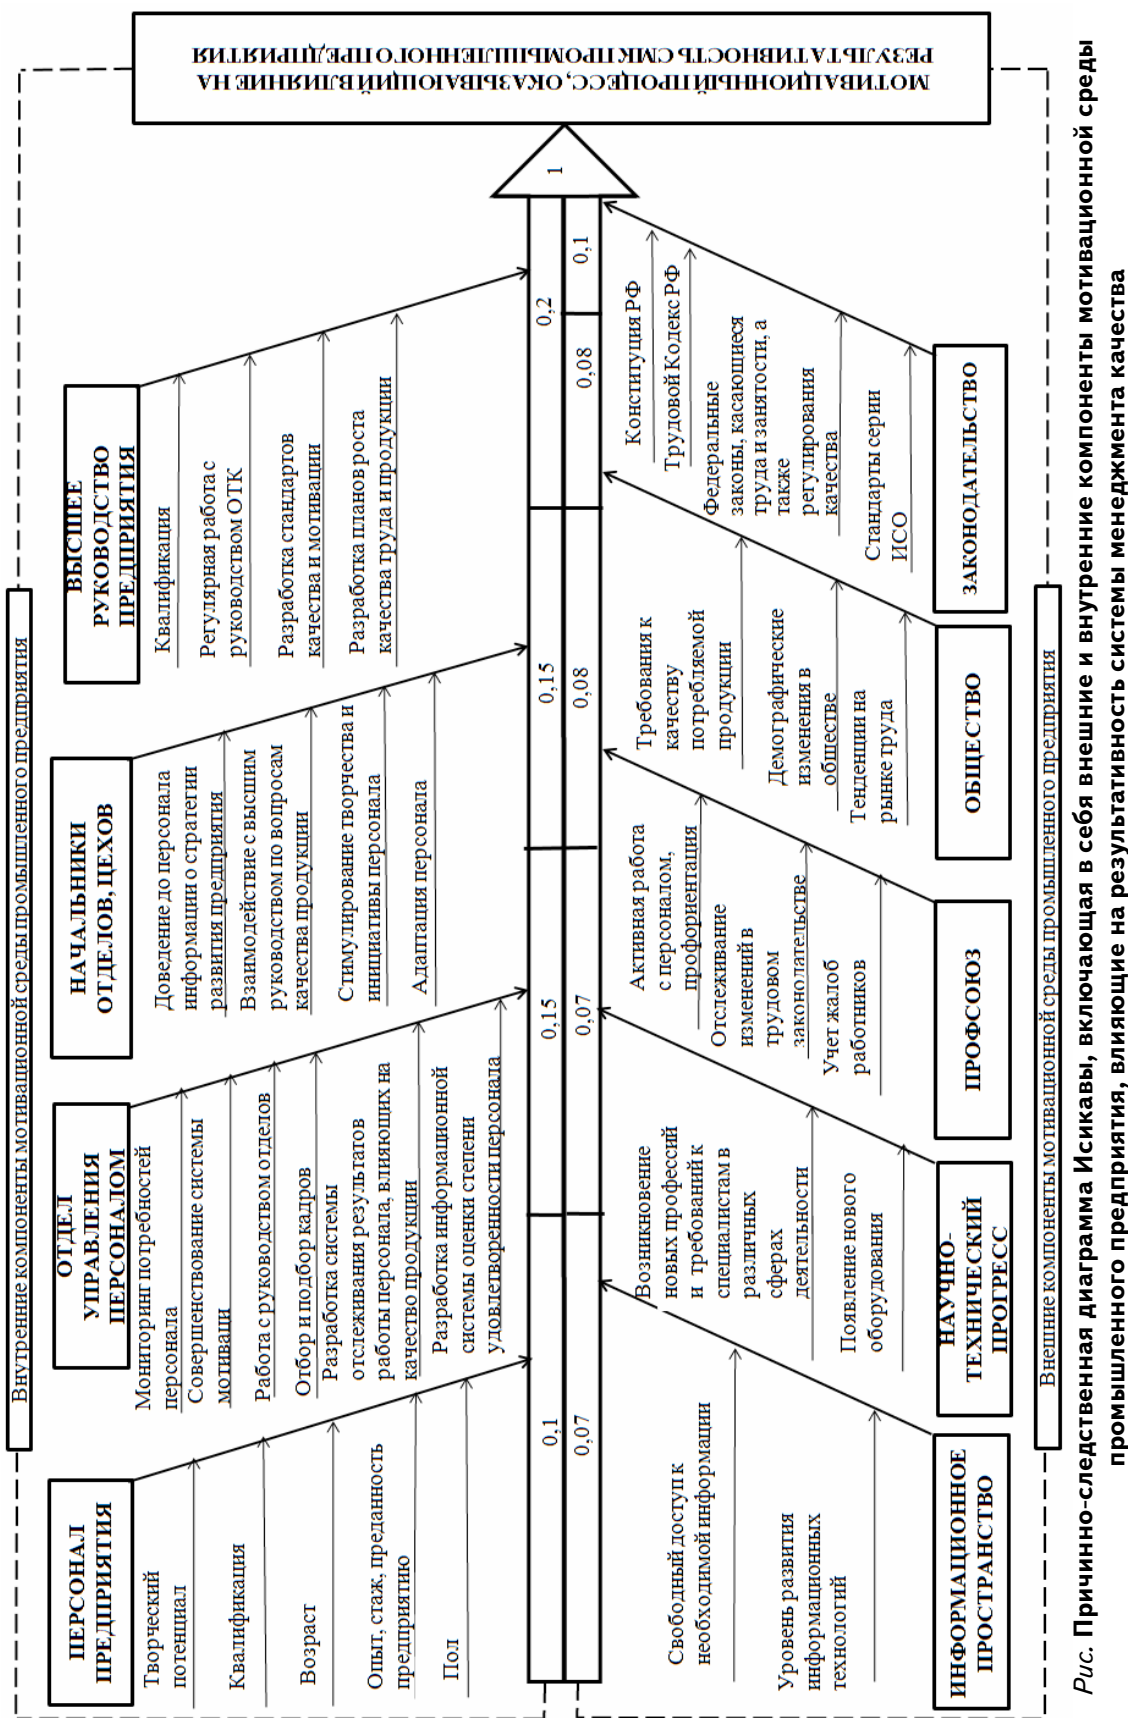 Внутренние компоненты мотивационной среды промышленного предприятия
ПЕРСОНАЛ
ПРЕДПРИЯТИЯ
Творческий
потенциал
Квалификация
Возраст
Опыт, стаж, преданность
предприятию
Пол
ОТДЕЛ
УПРАВЛЕНИЯ
ПЕРСОНАЛОМ
Мониторинг потребностей
персонала
Совершенствование системы
мотиваци
Работа с руководством отделов
Отбор и подбор кадров
Разработка системы
отслеживания результатов
работы персонала, влияющих на
качество продукции
Разработка информационной
системы оценки степени
удовлетворенности персонала
НАЧАЛЬНИКИ
ОТДЕЛОВ, ЦЕХОВ
Доведение до персонала
информации о стратегии
развития предприятия
Взаимодействие с высшим
руководством по вопросам
качества продукции
Стимулирование творчества и
инициативы персонала
Адаптация персонала
ВЫСШЕЕ
РУКОВОДСТВО
ПРЕДПРИЯТИЯ
Квалификация
Регулярная работа с
руководством ОТК
Разработка стандартов
качества и мотивации
Разработка планов роста
качества труда и продукции
0,1
0,15
0,15
0,2
1
0,07
0,07
0,08
0,08
0,1
МОТИВАЦИОННЫЙ ПРОЦЕСС, ОКАЗЫВАЮЩИЙ ВЛИЯНИЕ НА
РЕЗУЛЬТАТИВНОСТЬ СМК ПРОМЫШЛЕННОГО ПРЕДПРИЯТИЯ
Свободный доступ к
необходимой информации
Уровень развития
информационных
технологий
ИНФОРМАЦИОННОЕ
ПРОСТРАНСТВО
Возникновение
новых профессий
и требований к
специалистам в
различных
сферах
деятельности
Появление нового
оборудования
НАУЧНО-
ТЕХНИЧЕСКИЙ
ПРОГРЕСС
Активная работа
с персоналом,
профориентация
Отслеживание
изменений в
трудовом
законодательстве
Учет жалоб
работников
ПРОФСОЮЗ
Требования к
качеству
потребляемой
продукции
Демографические
изменения в
обществе
Тенденции на
рынке труда
ОБЩЕСТВО
Конституция РФ
Трудовой Кодекс РФ
Федеральные
законы, касающиеся
труда и занятости, а
также
регулирования
качества
Стандарты серии
ИСО
ЗАКОНОДАТЕЛЬСТВО
Внешние компоненты мотивационной среды промышленного предприятия
Рис. Причинно-следственная диаграмма Исикавы, включающая в себя внешние и внутренние компоненты мотивационной среды
промышленного предприятия, влияющие на результативность системы менеджмента качества